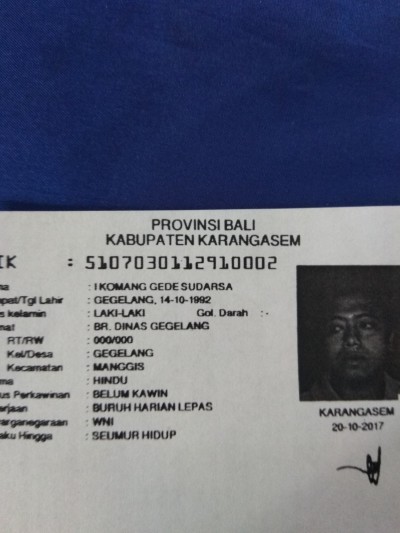 PROVINSI BALI
KABUPATEN KARANGASEM
IK : 5107030112910002
a : I KOMANG GEDE SUDARSA
pat/Tgl Lahir : GEGELANG, 14-10-1992
s kelamin : LAKI-LAKI Gol. Darah : -
mat : BR. DINAS GEGELANG
RT/RW : 000/000
Kel/Desa : GEGELANG
Kecamatan : MANGGIS
ma : HINDU
us Perkawinan : BELUM KAWIN
erjaan : BURUH HARIAN LEPAS
arganegaraan : WNI
aku Hingga : SEUMUR HIDUP
KARANGASEM
20-10-2017